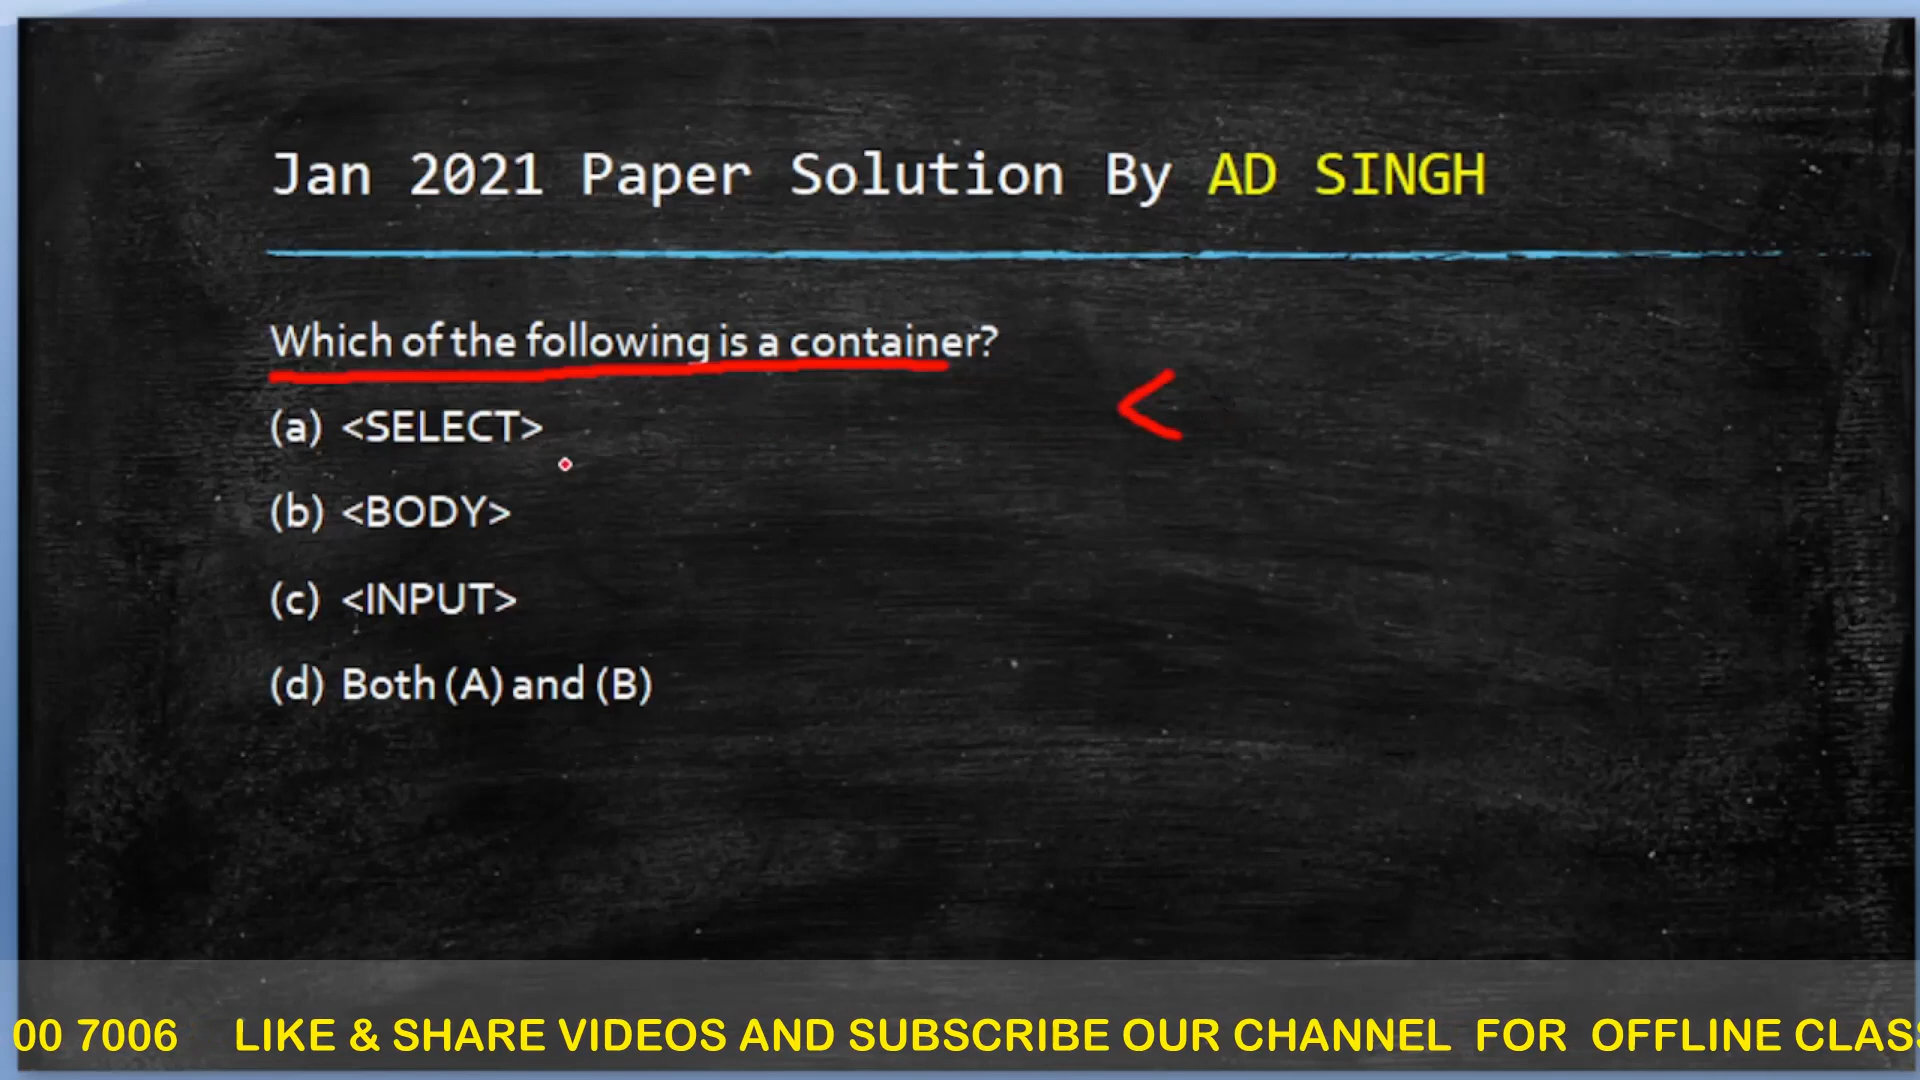 Jan 2021 Paper Solution By AD SINGH
Which of the following is a container?
<
(a) <SELECT>
(b) <BODY>
(c) <INPUT>
(d) Both (A) and (B)
00 7006 LIKE & SHARE VIDEOS AND SUBSCRIBE OUR CHANNEL FOR OFFLINE CLAS